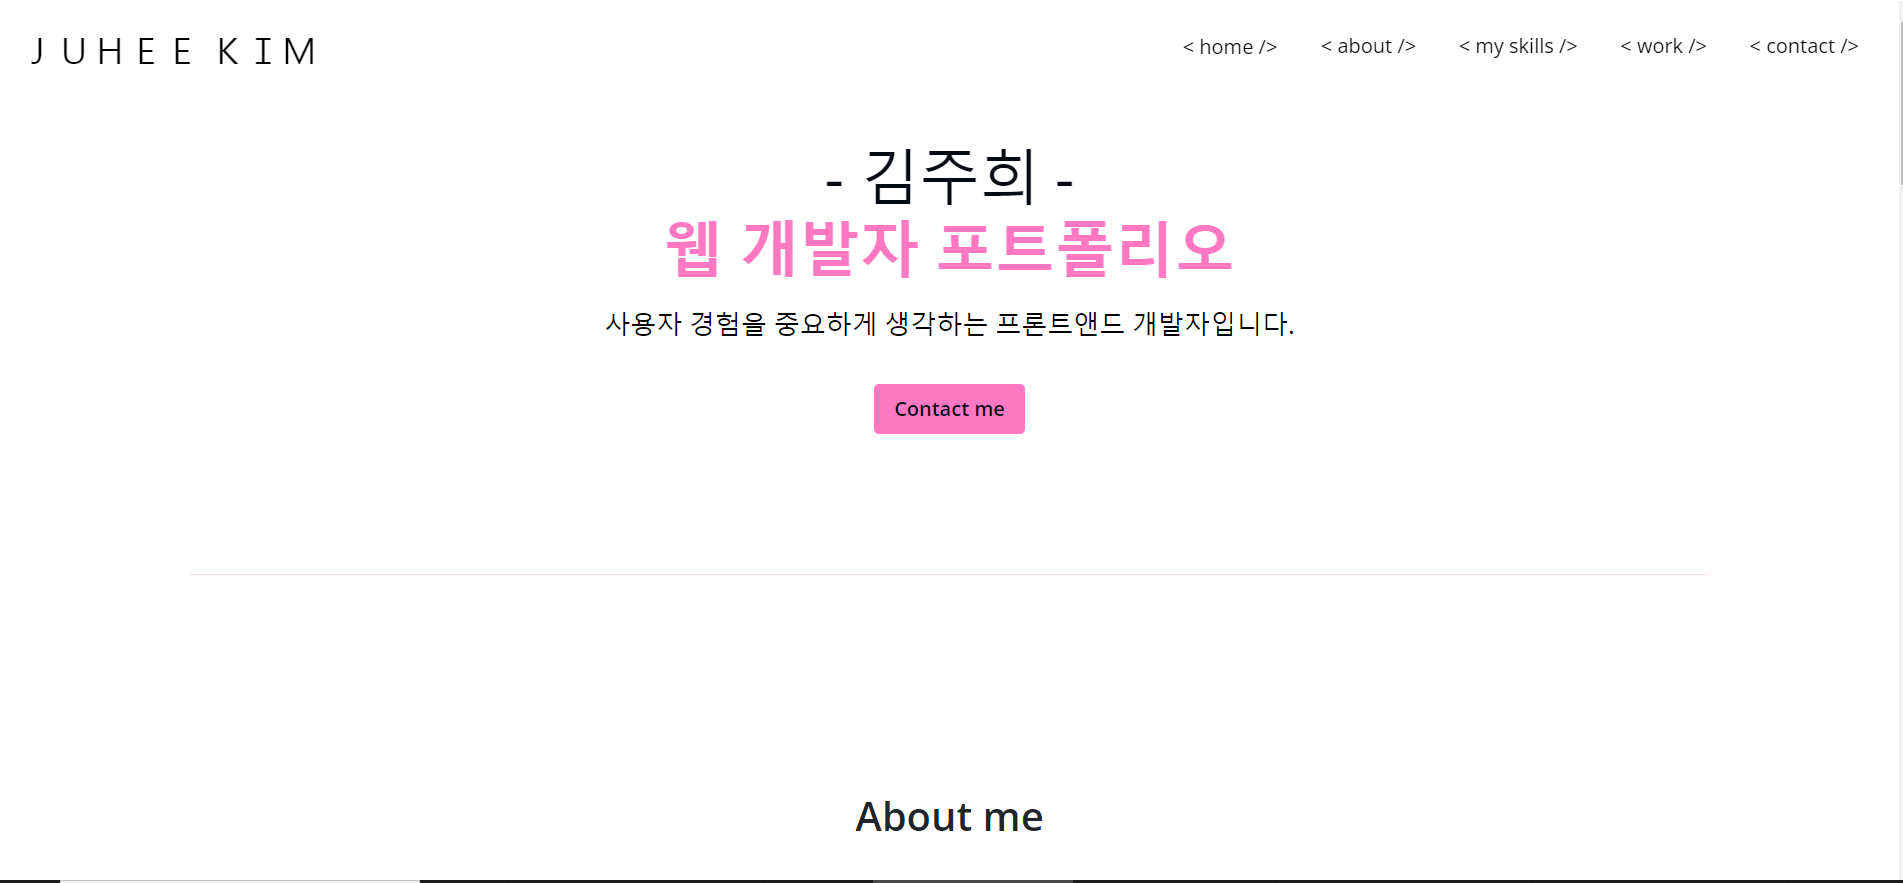 JUHEE KIM
< home /> < about /> < my skills /> < work /> < contact />
- 김주희 -
웹 개발자 포트폴리오
사용자 경험을 중요하게 생각하는 프론트앤드 개발자입니다.
Contact me
About me